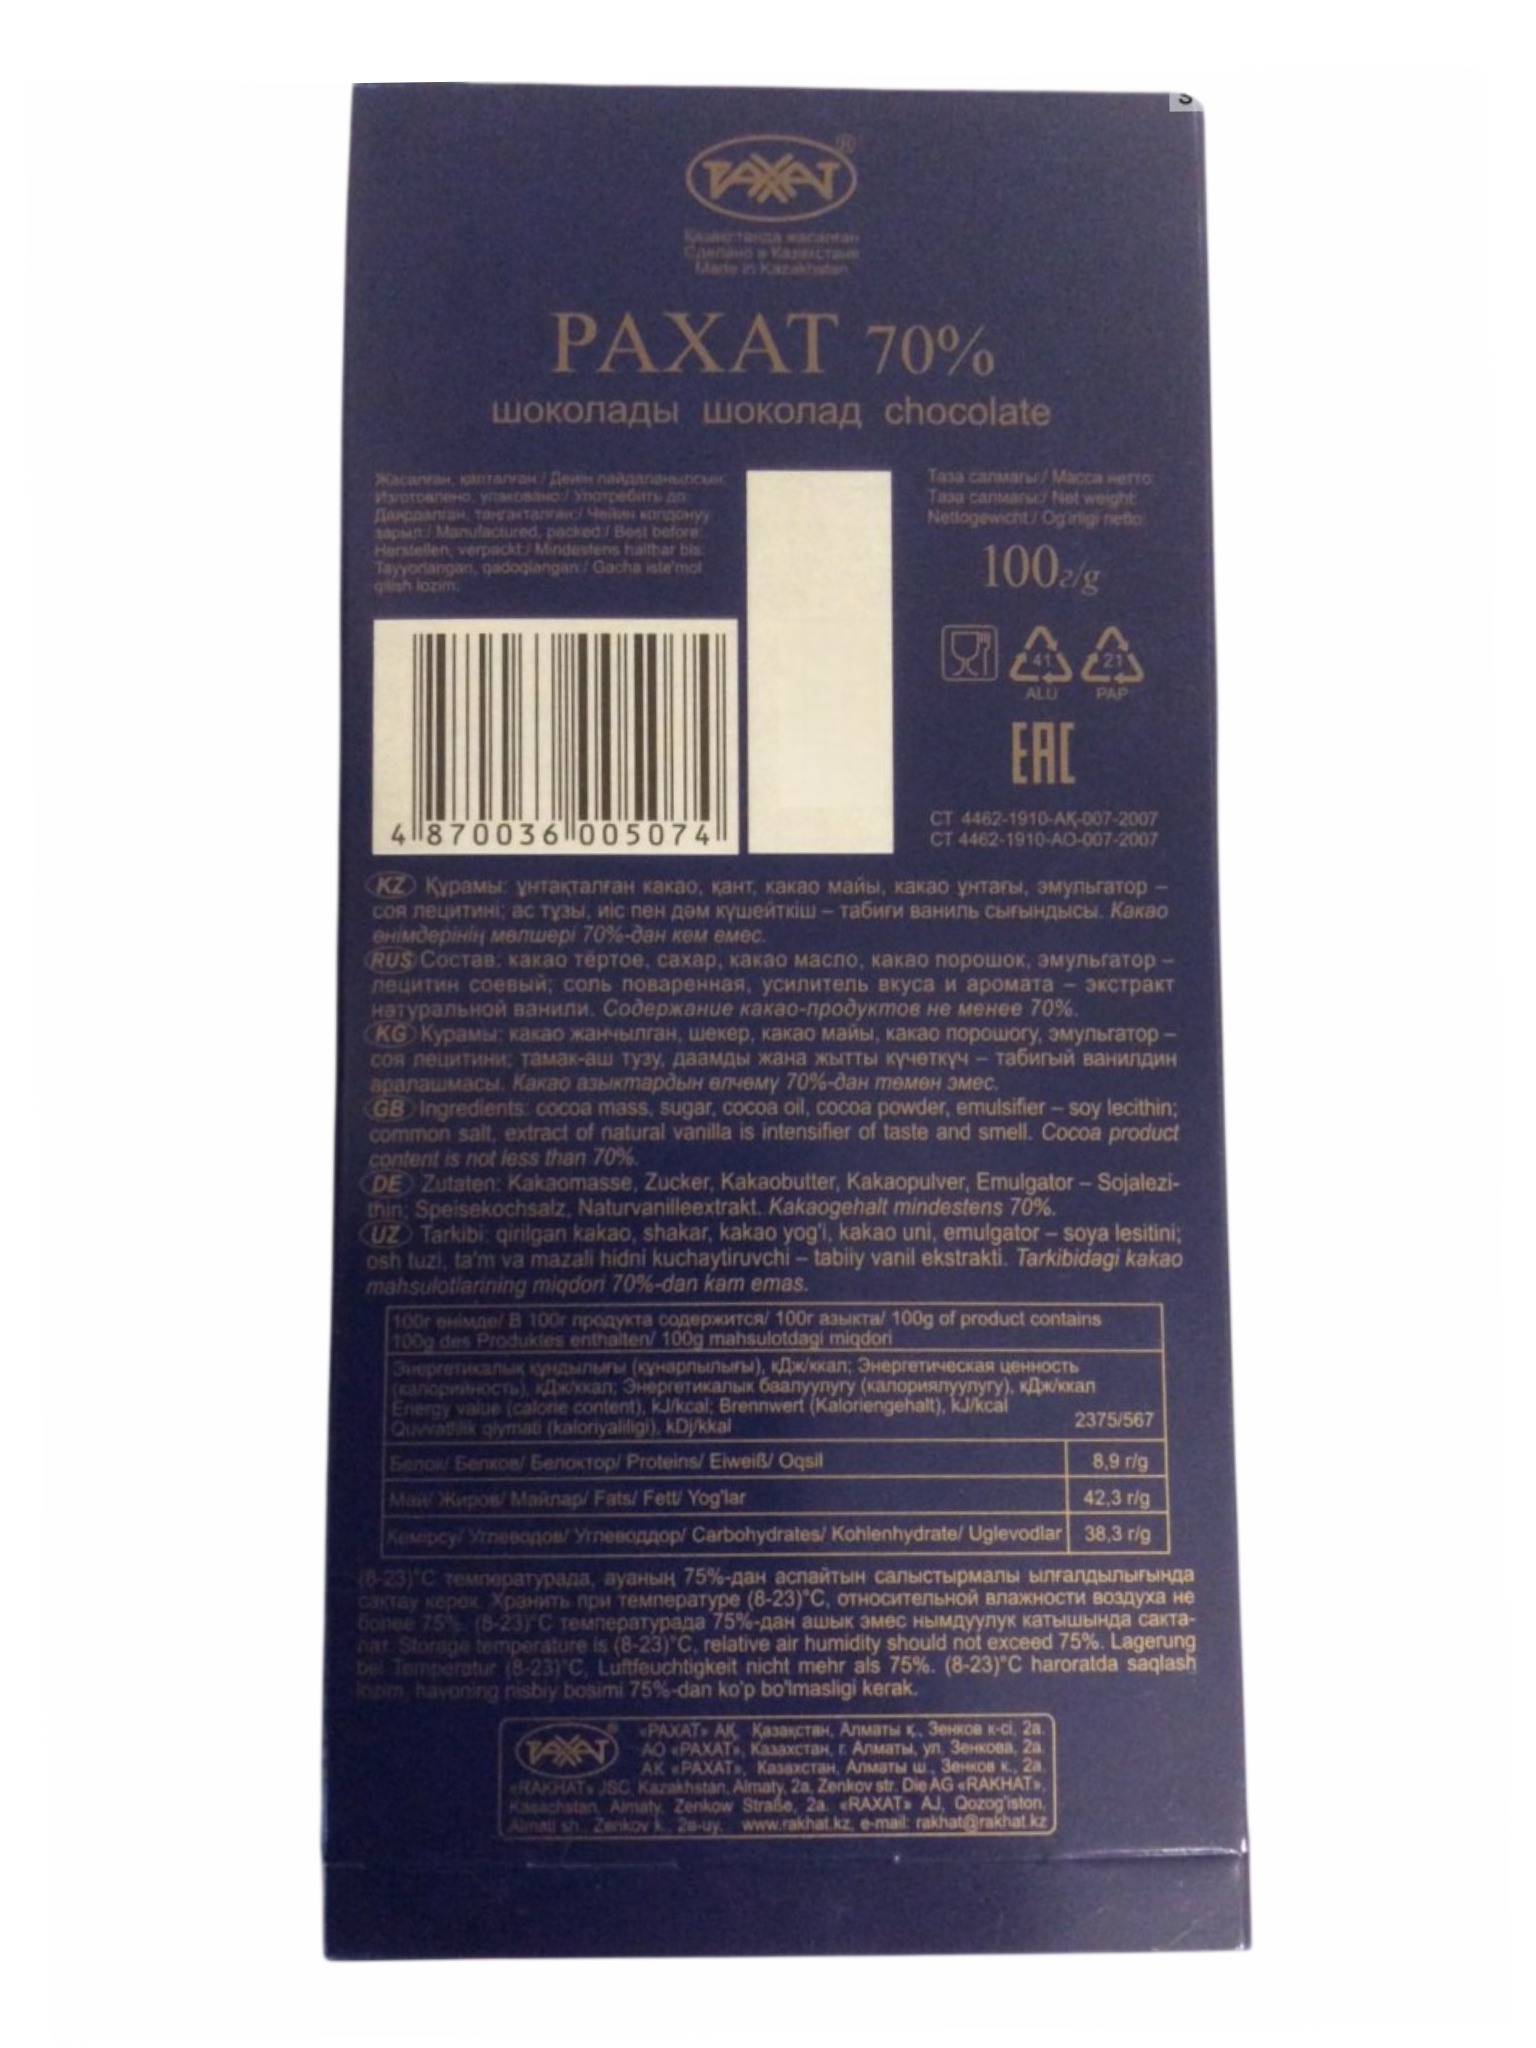 РАХАТ ®
Қазақстанда жасалған
Сделано в Казахстане
Made in Kazakhstan
РАХАТ 70%
шоколады шоколад chocolate
Жасалған, қапталған:/ Дейін пайдаланылсын:
Изготовлено, упаковано:/ Употребить до:
Даярдалган, таңгакталган:/ Чейин колдонуу
зарыл:/ Manufactured, packed:/ Best before:
Herstellen, verpackt:/ Mindestens haltbar bis:
Tayyorlangan, qadoqlangan:/ Gacha iste'mol
qilish lozim:
Таза салмағы:/ Масса нетто:
Таза салмагы:/ Net weight:
Nettogewicht:/ Og'irligi netto:
100г/g
41
ALU
21
PAP
EAC
СТ 4462-1910-АҚ-007-2007
СТ 4462-1910-АО-007-2007
4 870036 005074
KZ Құрамы: ұнтақталған какао, қант, какао майы, какао ұнтағы, эмульгатор –
соя лецитині; ас тұзы, иіс пен дәм күшейткіш – табиғи ваниль сығындысы. Какао
өнімдерінің мөлшері 70%-дан кем емес.
RUS Состав: какао тёртое, сахар, какао масло, какао порошок, эмульгатор –
лецитин соевый; соль поваренная, усилитель вкуса и аромата – экстракт
натуральной ванили. Содержание какао-продуктов не менее 70%.
KG Курамы: какао жанчылган, шекер, какао майы, какао порошогу, эмульгатор –
соя лецитини; тамак-аш тузу, даамды жана жытты күчөткүч – табигый ванилдин
аралашмасы. Какао азыктардын өлчөмү 70%-дан төмөн эмес.
GB Ingredients: cocoa mass, sugar, cocoa oil, cocoa powder, emulsifier – soy lecithin;
common salt, extract of natural vanilla is intensifier of taste and smell. Cocoa product
content is not less than 70%.
DE Zutaten: Kakaomasse, Zucker, Kakaobutter, Kakaopulver, Emulgator – Sojalezi-
thin; Speisekochsalz, Naturvanilleextrakt. Kakaogehalt mindestens 70%.
UZ Tarkibi: qirilgan kakao, shakar, kakao yog'i, kakao uni, emulgator – soya lesitini;
osh tuzi, ta'm va mazali hidni kuchaytiruvchi – tabiiy vanil ekstrakti. Tarkibidagi kakao
mahsulotlarining miqdori 70%-dan kam emas.
100г өнімде/ В 100г продукта содержится/ 100г азыкта/ 100g of product contains
100g des Produktes enthalten/ 100g mahsulotdagi miqdori
Энергетикалық құндылығы (құнарлылығы), кДж/ккал; Энергетическая ценность
(калорийность), кДж/ккал; Энергетикалык баалуулугу (калориялуулугу), кДж/ккал
Energy value (calorie content), kJ/kcal; Brennwert (Kaloriengehalt), kJ/kcal
Quvvatlilik qiymati (kaloriyaliligi), kDj/kkal 2375/567
Белок/ Белков/ Белоктор/ Proteins/ Eiweiß/ Oqsil 8,9 г/g
Май/ Жиров/ Майлар/ Fats/ Fett/ Yog'lar 42,3 г/g
Көмірсу/ Углеводов/ Углеводдор/ Carbohydrates/ Kohlenhydrate/ Uglevodlar 38,3 г/g
(8-23)°С температурада, ауаның 75%-дан аспайтын салыстырмалы ылғалдылығында
сақтау керек. Хранить при температуре (8-23)°С, относительной влажности воздуха не
более 75%. (8-23)°С температурада 75%-дан ашык эмес нымдуулук катышында сакта-
лат. Storage temperature is (8-23)°С, relative air humidity should not exceed 75%. Lagerung
bei Temperatur (8-23)°С, Luftfeuchtigkeit nicht mehr als 75%. (8-23)°С haroratda saqlash
lozim, havoning nisbiy bosimi 75%-dan ko'p bo'lmasligi kerak.
РАХАТ ®
«РАХАТ» АҚ, Қазақстан, Алматы қ., Зенков к-сі, 2а.
АО «РАХАТ», Казахстан, г. Алматы, ул. Зенкова, 2а.
АК «РАХАТ», Казахстан, Алматы ш., Зенков к., 2а.
«RAKHAT» JSC, Kazakhstan, Almaty, 2a, Zenkov str. Die AG «RAKHAT»,
Kasachstan, Almaty, Zenkow Straße, 2a. «RAXAT» AJ, Qozog'iston,
Almati sh., Zenkov k., 2a-uy. www.rakhat.kz, e-mail: rakhat@rakhat.kz